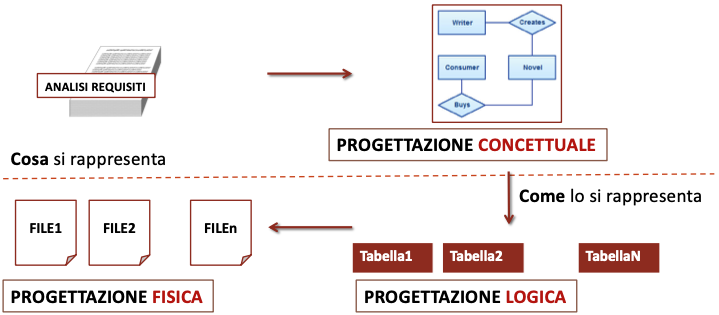 Writer
Creates
ANALISI REQUISITI
Consumer
Novel
Buys
PROGETTAZIONE CONCETTUALE
Cosa si rappresenta
Come lo si rappresenta
FILE1
FILE2
FILEn
Tabella1
Tabella2
TabellaN
PROGETTAZIONE FISICA
PROGETTAZIONE LOGICA